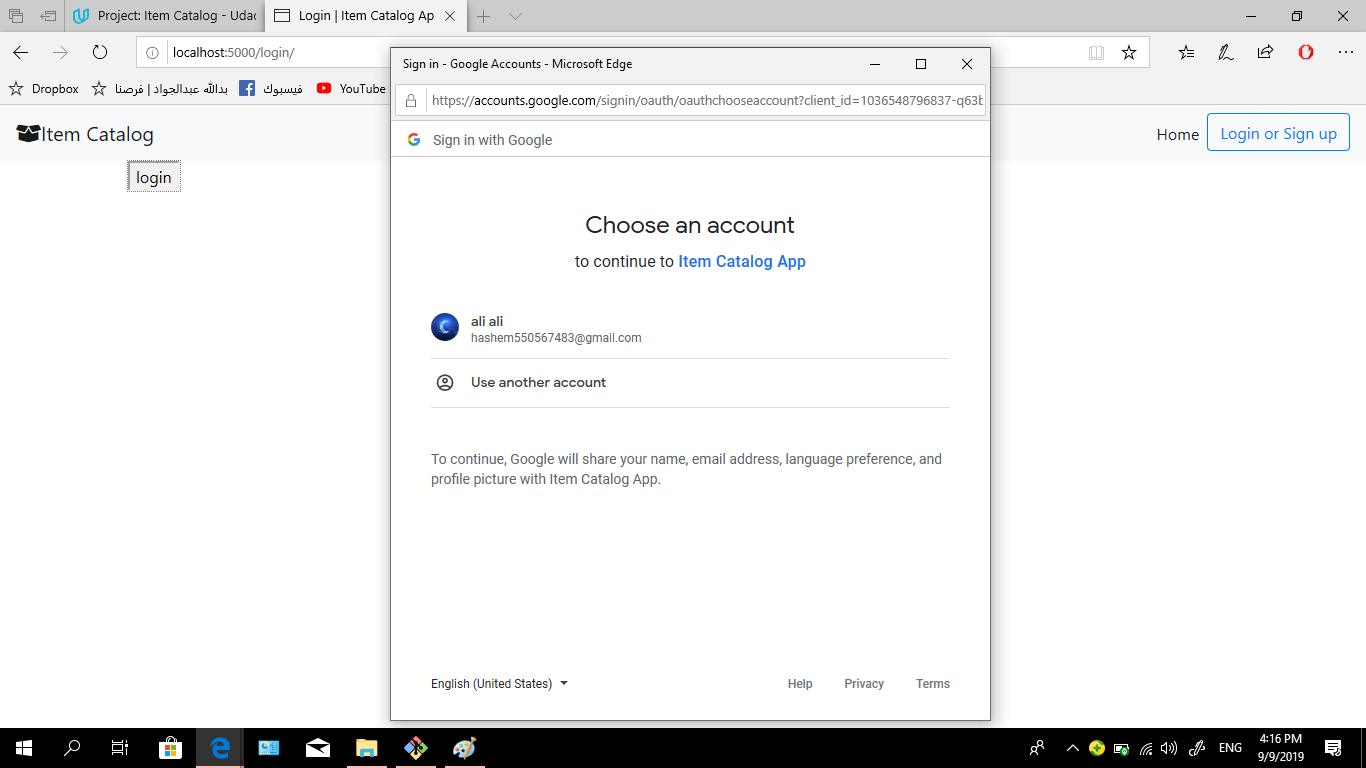 Project: Item Catalog - Udac
Login | Item Catalog Ap
localhost:5000/login/
Dropbox
بدالله عبدالجواد | فرصنا
فيسبوك
YouTube
Item Catalog
Home
Login or Sign up
login
Sign in - Google Accounts - Microsoft Edge
https://accounts.google.com/signin/oauth/oauthchooseaccount?client_id=1036548796837-q63b
Sign in with Google
Choose an account
to continue to Item Catalog App
ali ali
hashem550567483@gmail.com
Use another account
To continue, Google will share your name, email address, language preference, and
profile picture with Item Catalog App.
English (United States)
Help
Privacy
Terms
ENG
4:16 PM
9/9/2019